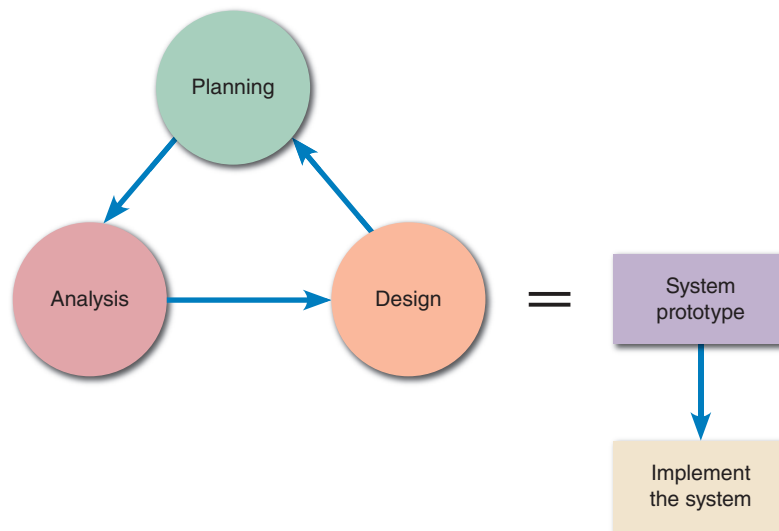 Planning
Analysis
Design
=
System
prototype
Implement
the system